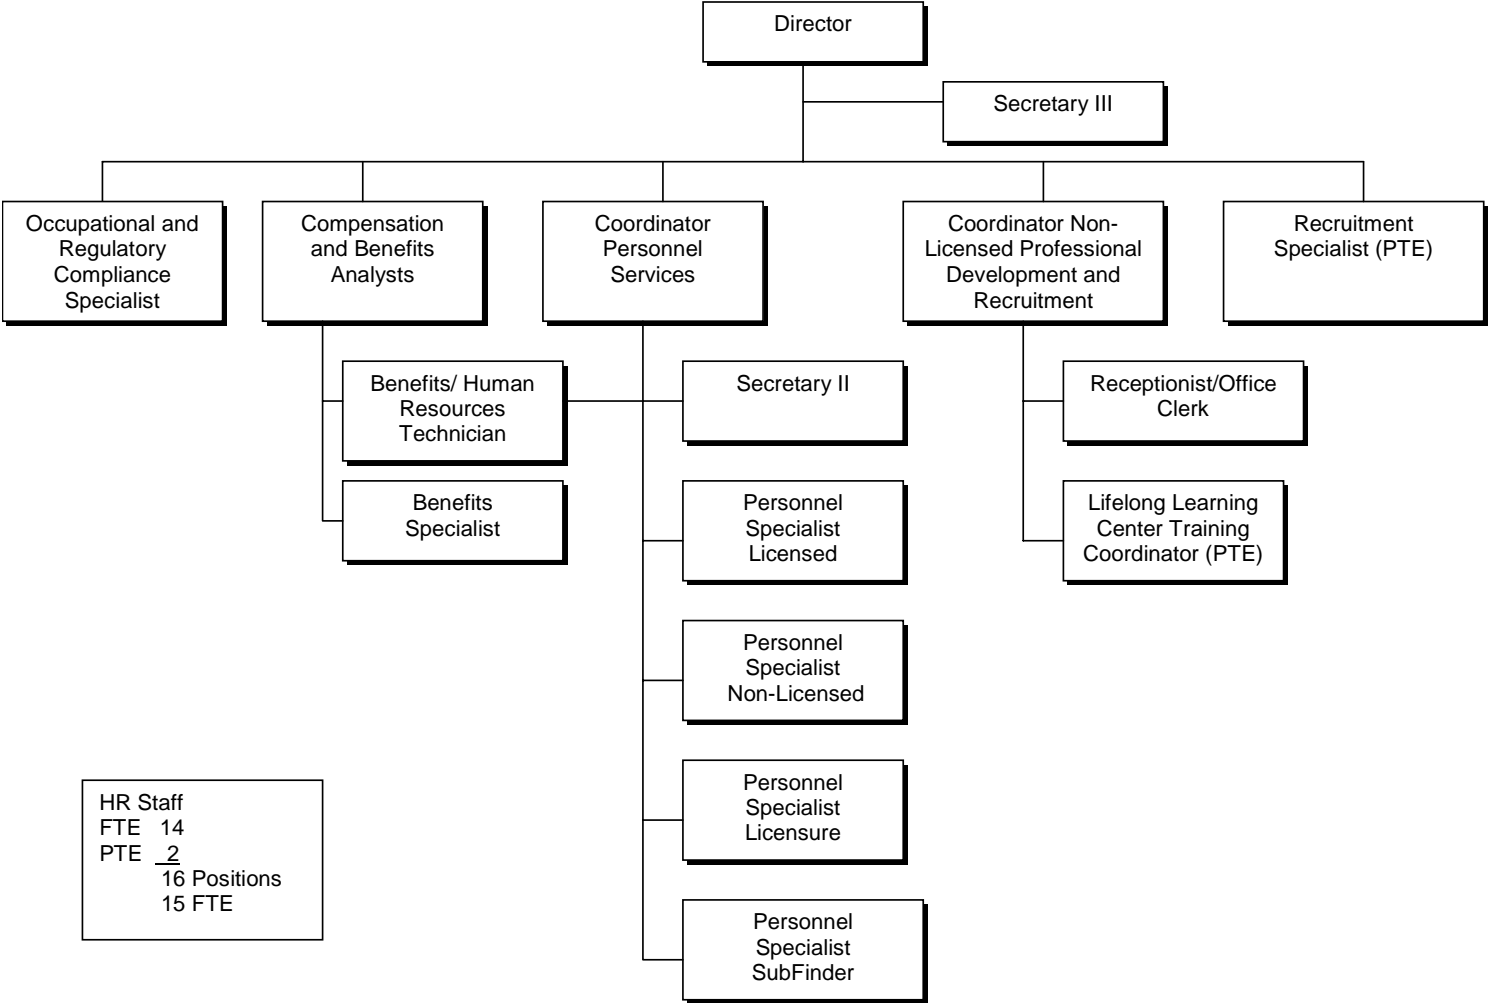 Director
Secretary III
Occupational and
Regulatory
Compliance
Specialist
Compensation
and Benefits
Analysts
Coordinator
Personnel
Services
Coordinator Non-
Licensed Professional
Development and
Recruitment
Recruitment
Specialist (PTE)
Benefits/ Human
Resources
Technician
Secretary II
Receptionist/Office
Clerk
Benefits
Specialist
Personnel
Specialist
Licensed
Lifelong Learning
Center Training
Coordinator (PTE)
Personnel
Specialist
Non-Licensed
Personnel
Specialist
Licensure
Personnel
Specialist
SubFinder
HR Staff
FTE 14
PTE 2
16 Positions
15 FTE